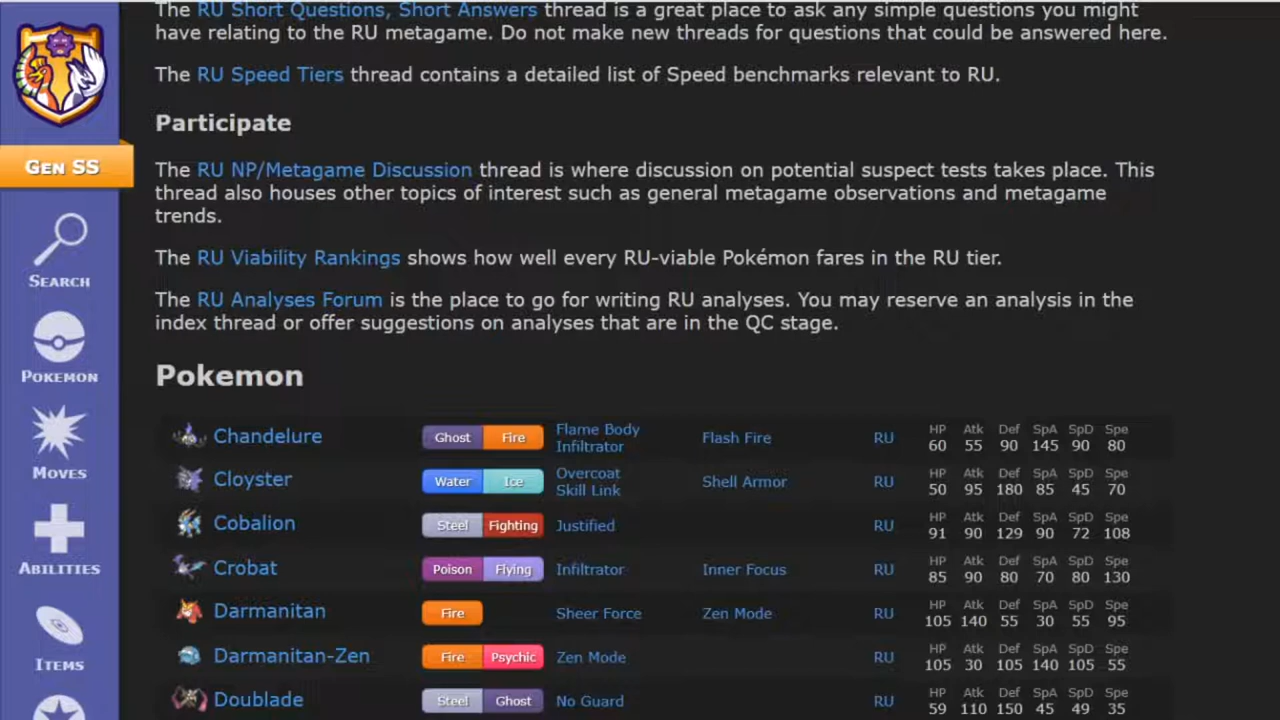 The RU Short Questions, Short Answers thread is a great place to ask any simple questions you might
have relating to the RU metagame. Do not make new threads for questions that could be answered here.
The RU Speed Tiers thread contains a detailed list of Speed benchmarks relevant to RU.
Participate
The RU NP/Metagame Discussion thread is where discussion on potential suspect tests takes place. This
thread also houses other topics of interest such as general metagame observations and metagame
trends.
The RU Viability Rankings shows how well every RU-viable Pokémon fares in the RU tier.
The RU Analyses Forum is the place to go for writing RU analyses. You may reserve an analysis in the
index thread or offer suggestions on analyses that are in the QC stage.
Pokemon
Chandelure Ghost Fire Flame Body Infiltrator Flash Fire RU HP 60 Atk 55 Def 90 SpA 145 SpD 90 Spe 80
Cloyster Water Ice Overcoat Skill Link Shell Armor RU HP 50 Atk 95 Def 180 SpA 85 SpD 45 Spe 70
Cobalion Steel Fighting Justified RU HP 91 Atk 90 Def 129 SpA 90 SpD 72 Spe 108
Crobat Poison Flying Infiltrator Inner Focus RU HP 85 Atk 90 Def 80 SpA 70 SpD 80 Spe 130
Darmanitan Fire Sheer Force Zen Mode RU HP 105 Atk 140 Def 55 SpA 30 SpD 55 Spe 95
Darmanitan-Zen Fire Psychic Zen Mode RU HP 105 Atk 30 Def 105 SpA 140 SpD 105 Spe 55
Doublade Steel Ghost No Guard RU HP 59 Atk 110 Def 150 SpA 45 SpD 49 Spe 35
GEN SS
SEARCH
POKEMON
MOVES
ABILITIES
ITEMS